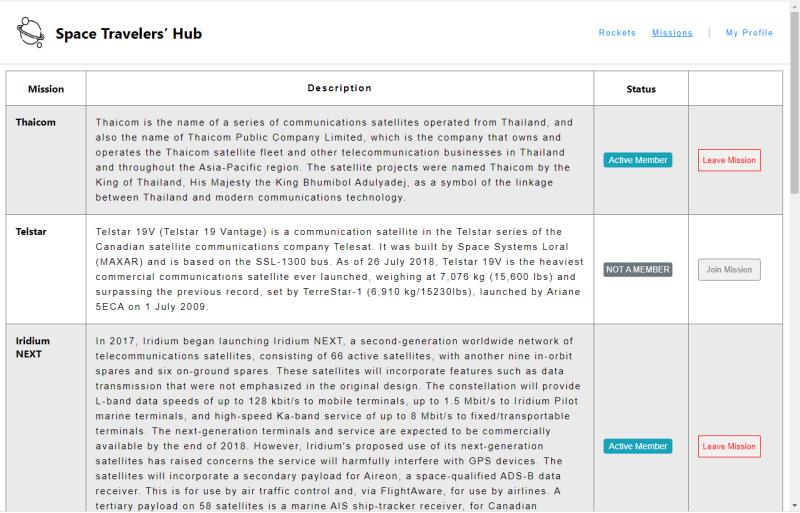 Space Travelers’ Hub
Rockets Missions | My Profile
Mission Description Status
Thaicom
Thaicom is the name of a series of communications satellites operated from Thailand, and
also the name of Thaicom Public Company Limited, which is the company that owns and
operates the Thaicom satellite fleet and other telecommunication businesses in Thailand
and throughout the Asia-Pacific region. The satellite projects were named Thaicom by the
King of Thailand, His Majesty the King Bhumibol Adulyadej, as a symbol of the linkage
between Thailand and modern communications technology.
Active Member
Leave Mission
Telstar
Telstar 19V (Telstar 19 Vantage) is a communication satellite in the Telstar series of the
Canadian satellite communications company Telesat. It was built by Space Systems Loral
(MAXAR) and is based on the SSL-1300 bus. As of 26 July 2018, Telstar 19V is the heaviest
commercial communications satellite ever launched, weighing at 7,076 kg (15,600 lbs) and
surpassing the previous record, set by TerreStar-1 (6,910 kg/15230lbs), launched by Ariane
5ECA on 1 July 2009.
NOT A MEMBER
Join Mission
Iridium
NEXT
In 2017, Iridium began launching Iridium NEXT, a second-generation worldwide network of
telecommunications satellites, consisting of 66 active satellites, with another nine in-orbit
spares and six on-ground spares. These satellites will incorporate features such as data
transmission that were not emphasized in the original design. The constellation will provide
L-band data speeds of up to 128 kbit/s to mobile terminals, up to 1.5 Mbit/s to Iridium Pilot
marine terminals, and high-speed Ka-band service of up to 8 Mbit/s to fixed/transportable
terminals. The next-generation terminals and service are expected to be commercially
available by the end of 2018. However, Iridium's proposed use of its next-generation
satellites has raised concerns the service will harmfully interfere with GPS devices. The
satellites will incorporate a secondary payload for Aireon, a space-qualified ADS-B data
receiver. This is for use by air traffic control and, via FlightAware, for use by airlines. A
tertiary payload on 58 satellites is a marine AIS ship-tracker receiver, for Canadian
Active Member
Leave Mission